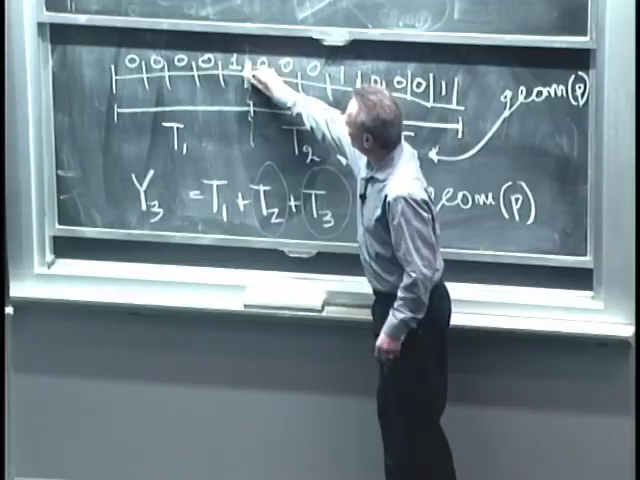 0 0 0 0 1 0 0 0 1 1 0 0 0 1
geom(p)
T₁ T₂
Y₃ = T₁ + T₂ + T₃ geom(p)